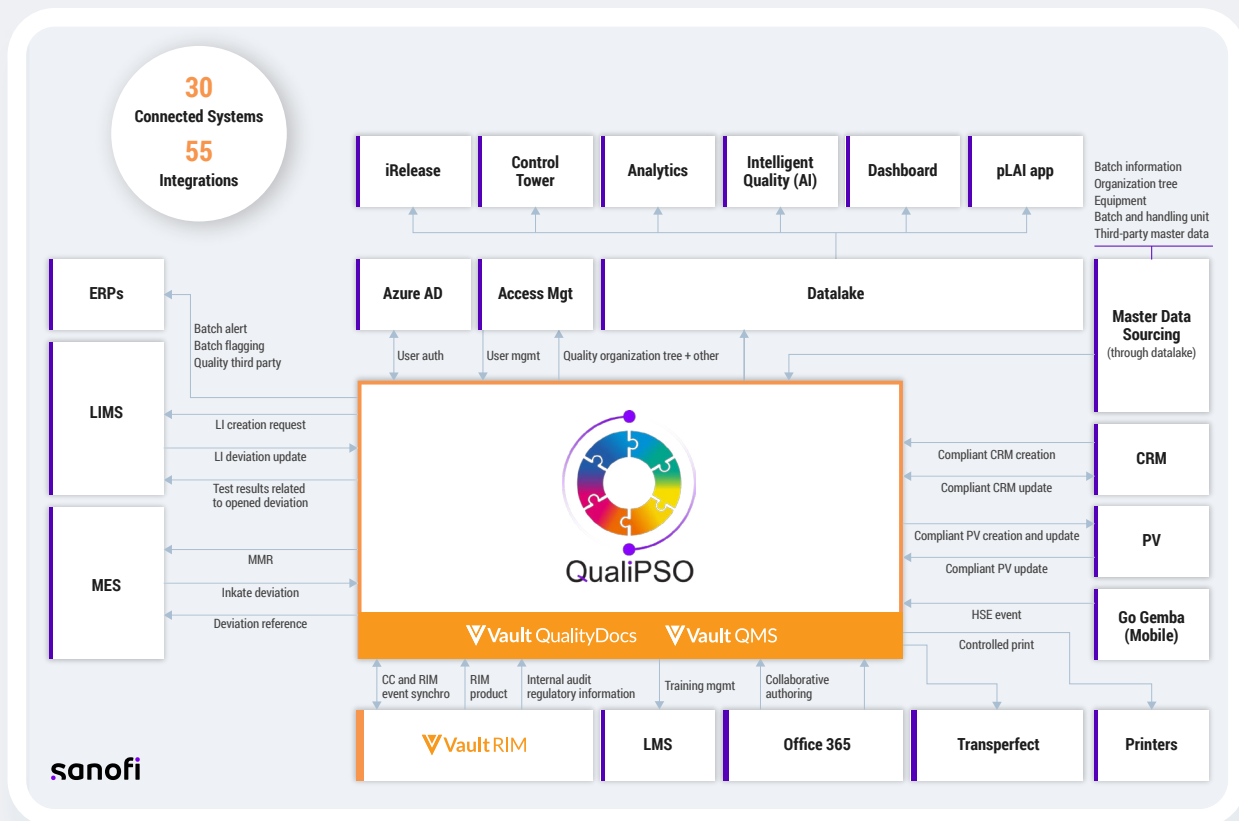 30
Connected Systems
55
Integrations
iRelease
Control
Tower
Analytics
Intelligent
Quality (AI)
Dashboard
pLAI app
Batch information
Organization tree
Equipment
Batch and handling unit
Third-party master data
ERPs
Azure AD
Access Mgt
Datalake
Master Data
Sourcing
(through datalake)
Batch alert
Batch flagging
Quality third party
User auth
User mgmt
Quality organization tree + other
LIMS
LI creation request
LI deviation update
Test results related
to opened deviation
CRM
Compliant CRM creation
Compliant CRM update
PV
Compliant PV creation and update
Compliant PV update
QualiPSO
MES
MMR
Inkate deviation
Deviation reference
HSE event
Go Gemba
(Mobile)
Controlled print
Vault QualityDocs
Vault QMS
CC and RIM
event synchro
RIM
product
Internal audit
regulatory information
Training mgmt
Collaborative
authoring
Vault RIM
LMS
Office 365
Transperfect
Printers
sanofi